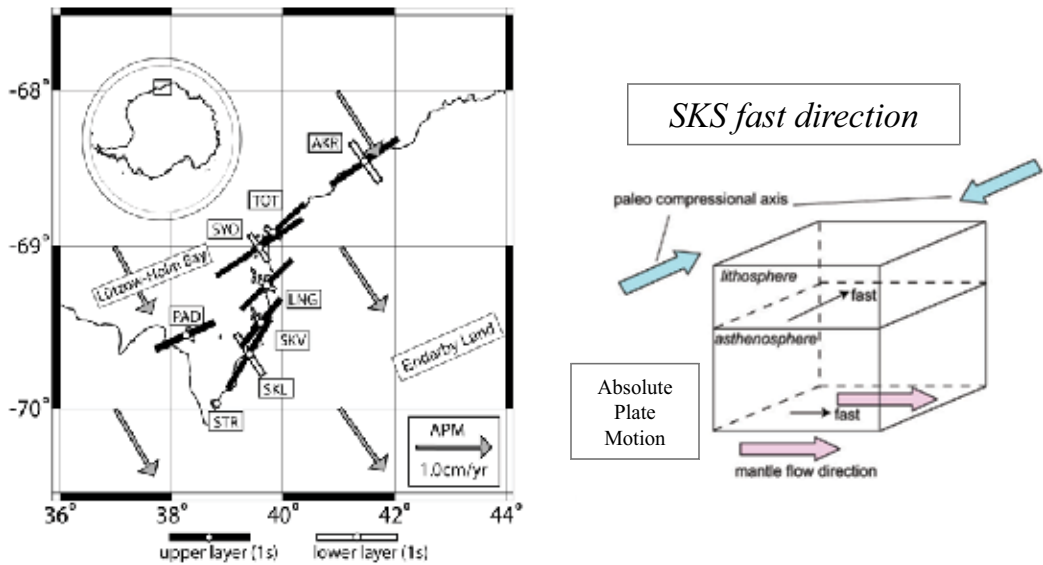 -68°
-69°
-70°
36°
38°
40°
42°
44°
AKR
TOT
SYO
Lützow-Holm Bay
LNG
PAD
SKV
Endarby Land
SKL
STR
APM
1.0cm/yr
upper layer (1s)
lower layer (1s)
SKS fast direction
paleo compressional axis
lithosphere
fast
asthenosphere
Absolute
Plate
Motion
fast
mantle flow direction